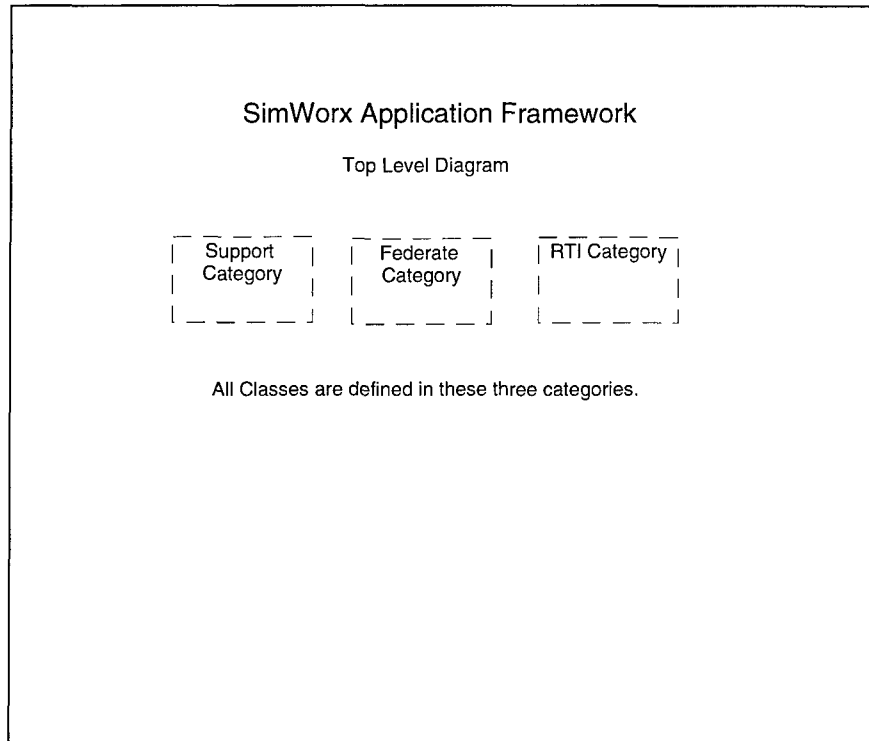 SimWorx Application Framework
Top Level Diagram
Support
Category
Federate
Category
RTI Category
All Classes are defined in these three categories.